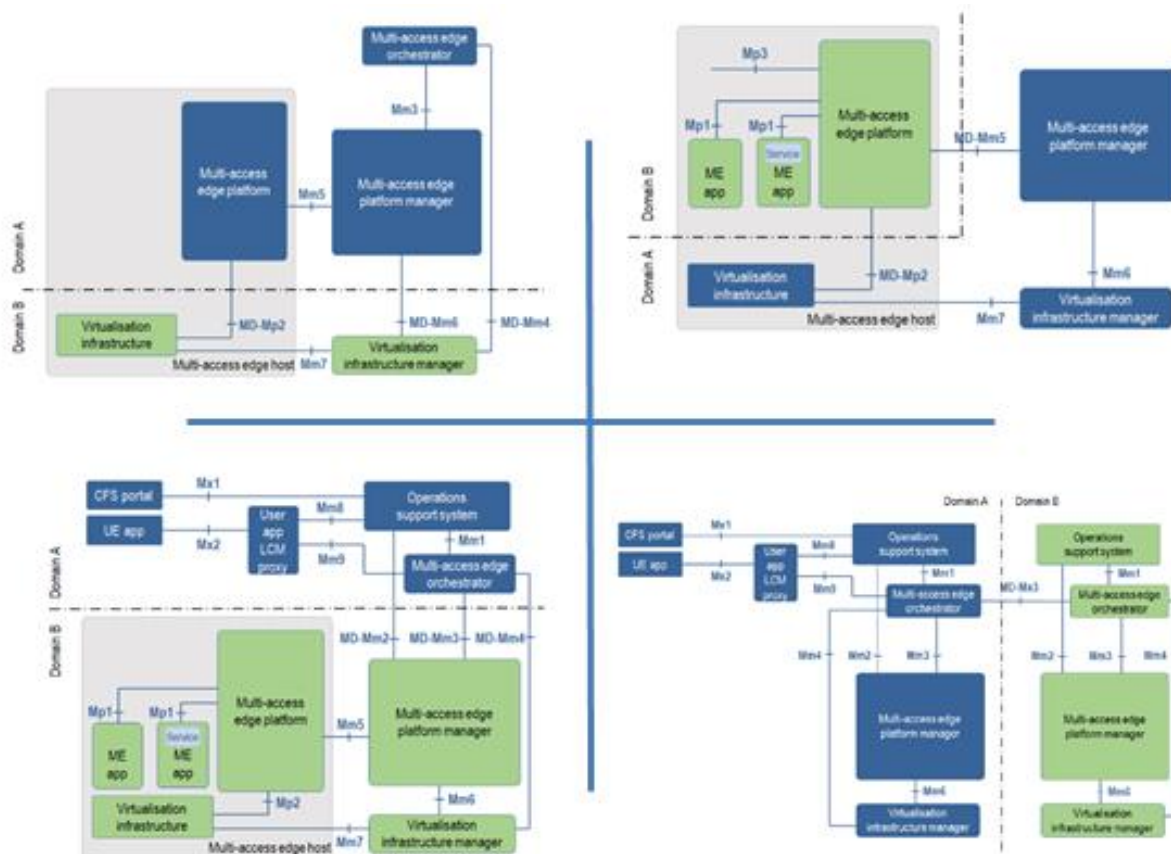 Multi-access edge
orchestrator
Mm3
Multi-access
edge platform
Mm5
Multi-access edge
platform manager
Domain A
Domain B
MD-Mp2
MD-Mm6
MD-Mm4
Virtualisation
infrastructure
Mm7
Virtualisation
infrastructure manager
Multi-access edge host
Mp3
Multi-access
edge platform
Mp1
Mp1
ME
app
Service
ME
app
MD-Mm5
Multi-access edge
platform manager
Domain B
Domain A
Virtualisation
infrastructure
MD-Mp2
Mm6
Virtualisation
infrastructure manager
Mm7
Multi-access edge host
CFS portal
Mx1
Operations
support system
UE app
Mx2
User
app
LCM
proxy
Mm8
Mm9
Mm1
Multi-access edge
orchestrator
Domain A
Domain B
MD-Mm2
MD-Mm3
MD-Mm4
Multi-access
edge platform
Mm5
Multi-access edge
platform manager
Mp1
Mp1
ME
app
Service
ME
app
Mp2
Mm6
Virtualisation
infrastructure
Mm7
Virtualisation
infrastructure manager
Multi-access edge host
Domain A
Domain B
CFS portal
Mx1
Operations
support system
UE app
Mx2
User
app
LCM
proxy
Mm8
Mm9
Mm1
Multi-access edge
orchestrator
MD-Mx3
Operations
support system
Mm1
Multi-access edge
orchestrator
Mm4
Mm2
Mm3
Mm2
Mm3
Mm4
Multi-access edge
platform manager
Multi-access edge
platform manager
Mm6
Virtualisation
infrastructure manager
Mm6
Virtualisation
infrastructure manager